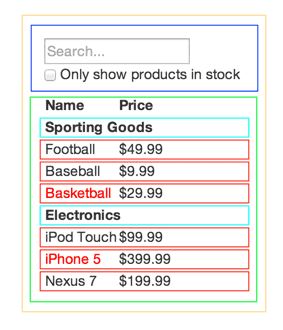 Search...
Only show products in stock
Name Price
Sporting Goods
Football $49.99
Baseball $9.99
Basketball $29.99
Electronics
iPod Touch $99.99
iPhone 5 $399.99
Nexus 7 $199.99